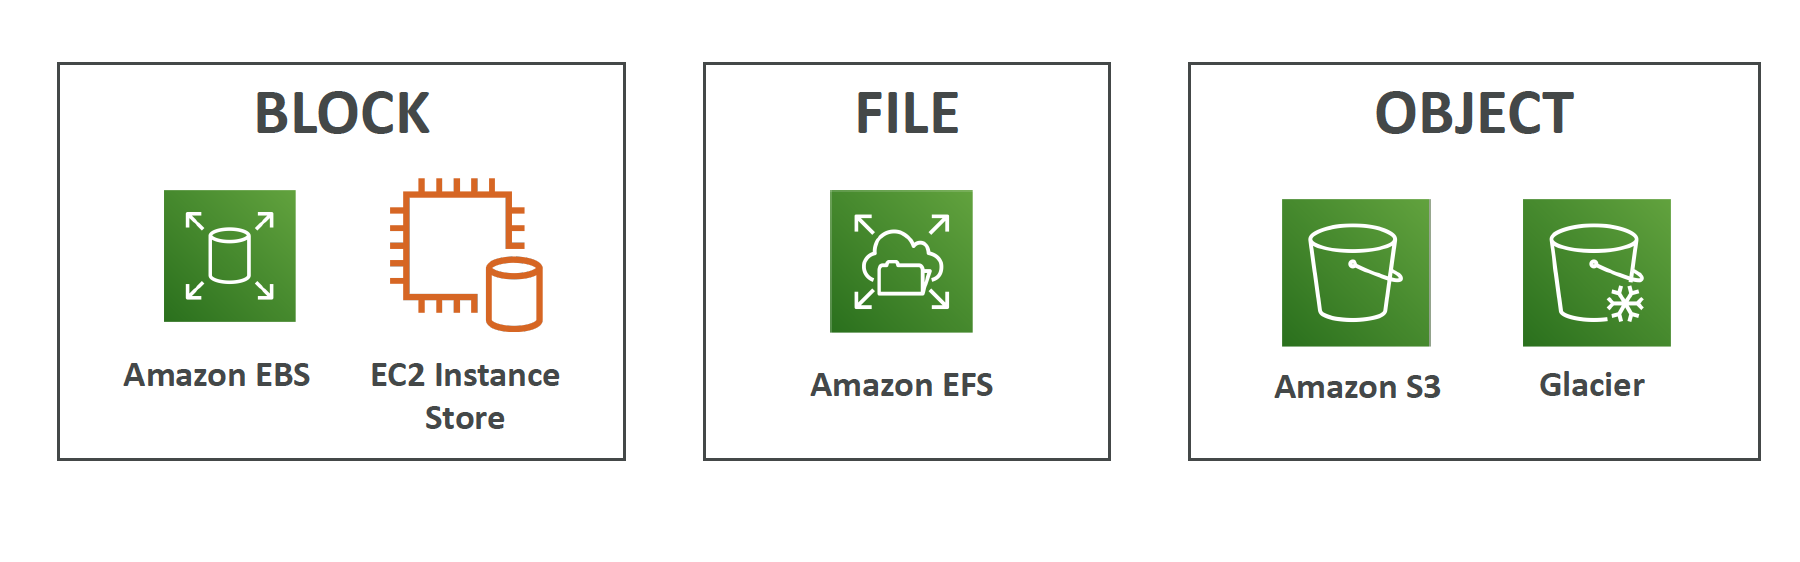 BLOCK
Amazon EBS
EC2 Instance
Store
FILE
Amazon EFS
OBJECT
Amazon S3
Glacier